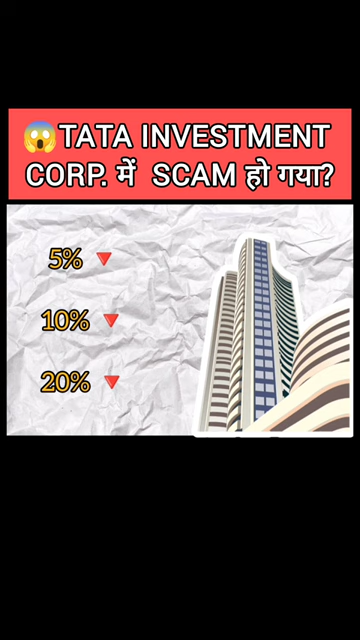 😱TATA INVESTMENT
CORP. में SCAM हो गया?
5% 🔻
10% 🔻
20% 🔻